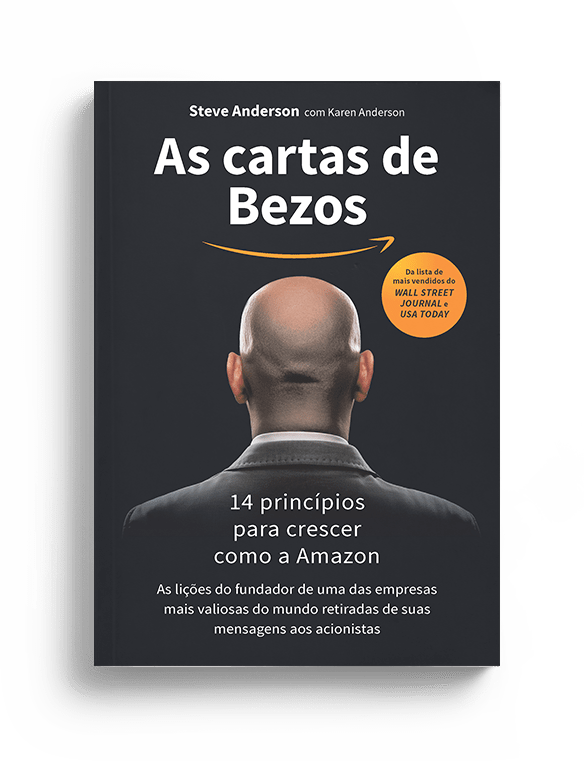 Steve Anderson com Karen Anderson
As cartas de
Bezos
Da lista de
mais vendidos do
WALL STREET
JOURNAL e
USA TODAY
14 princípios
para crescer
como a Amazon
As lições do fundador de uma das empresas
mais valiosas do mundo retiradas de suas
mensagens aos acionistas